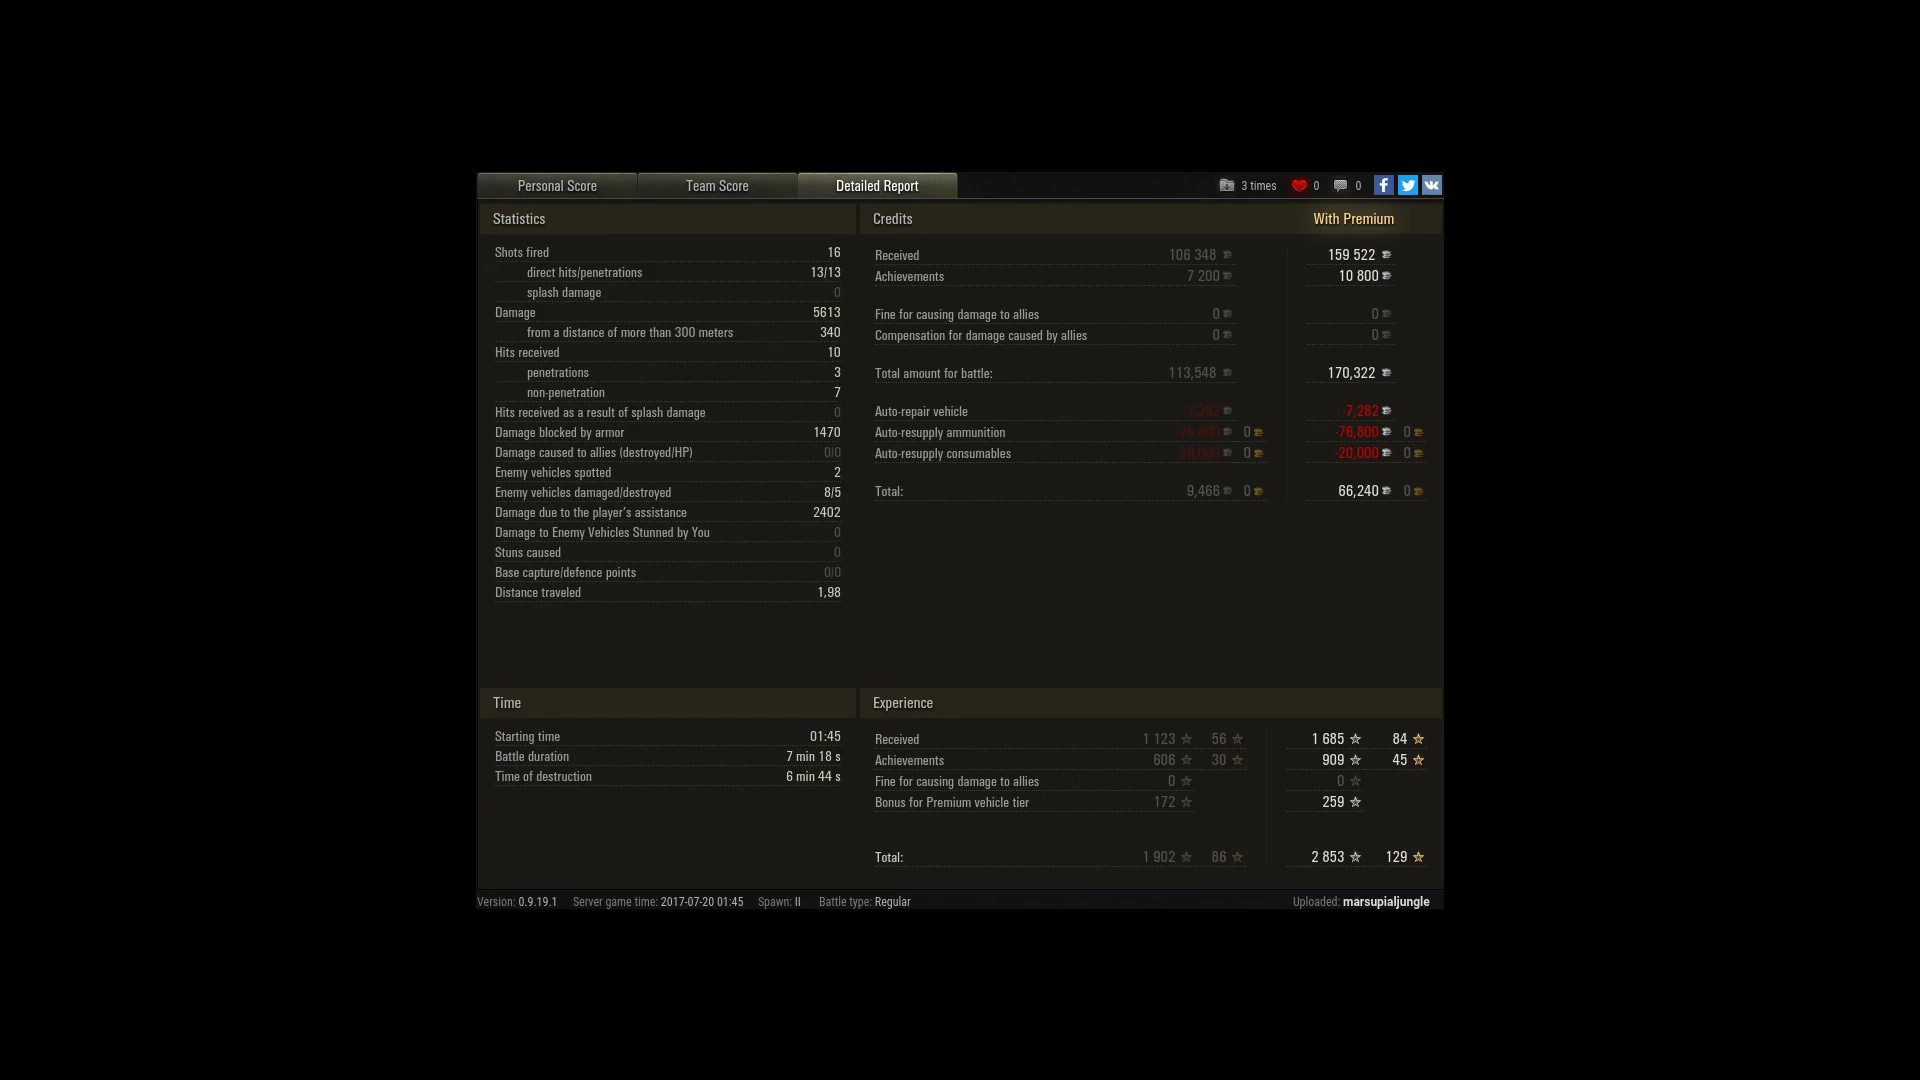 Personal Score Team Score Detailed Report 3 times 0 0
Statistics
Shots fired 16
direct hits/penetrations 13/13
splash damage 0
Damage 5613
from a distance of more than 300 meters 340
Hits received 10
penetrations 3
non-penetration 7
Hits received as a result of splash damage 0
Damage blocked by armor 1470
Damage caused to allies (destroyed/HP) 0/0
Enemy vehicles spotted 2
Enemy vehicles damaged/destroyed 8/5
Damage due to the player's assistance 2402
Damage to Enemy Vehicles Stunned by You 0
Stuns caused 0
Base capture/defence points 0/0
Distance traveled 1,98
Credits With Premium
Received 106 348 159 522
Achievements 7 200 10 800
Fine for causing damage to allies 0 0
Compensation for damage caused by allies 0 0
Total amount for battle: 113,548 170,322
Auto-repair vehicle -7,282 -7,282
Auto-resupply ammunition 0 -76,800 0
Auto-resupply consumables 0 -20,000 0
Total: 9,466 0 66,240 0
Time
Starting time 01:45
Battle duration 7 min 18 s
Time of destruction 6 min 44 s
Experience
Received 1 123 56 1 685 84
Achievements 606 30 909 45
Fine for causing damage to allies 0 0
Bonus for Premium vehicle tier 172 259
Total: 1 902 86 2 853 129
Version: 0.9.19.1 Server game time: 2017-07-20 01:45 Spawn: II Battle type: Regular Uploaded: marsupialjungle